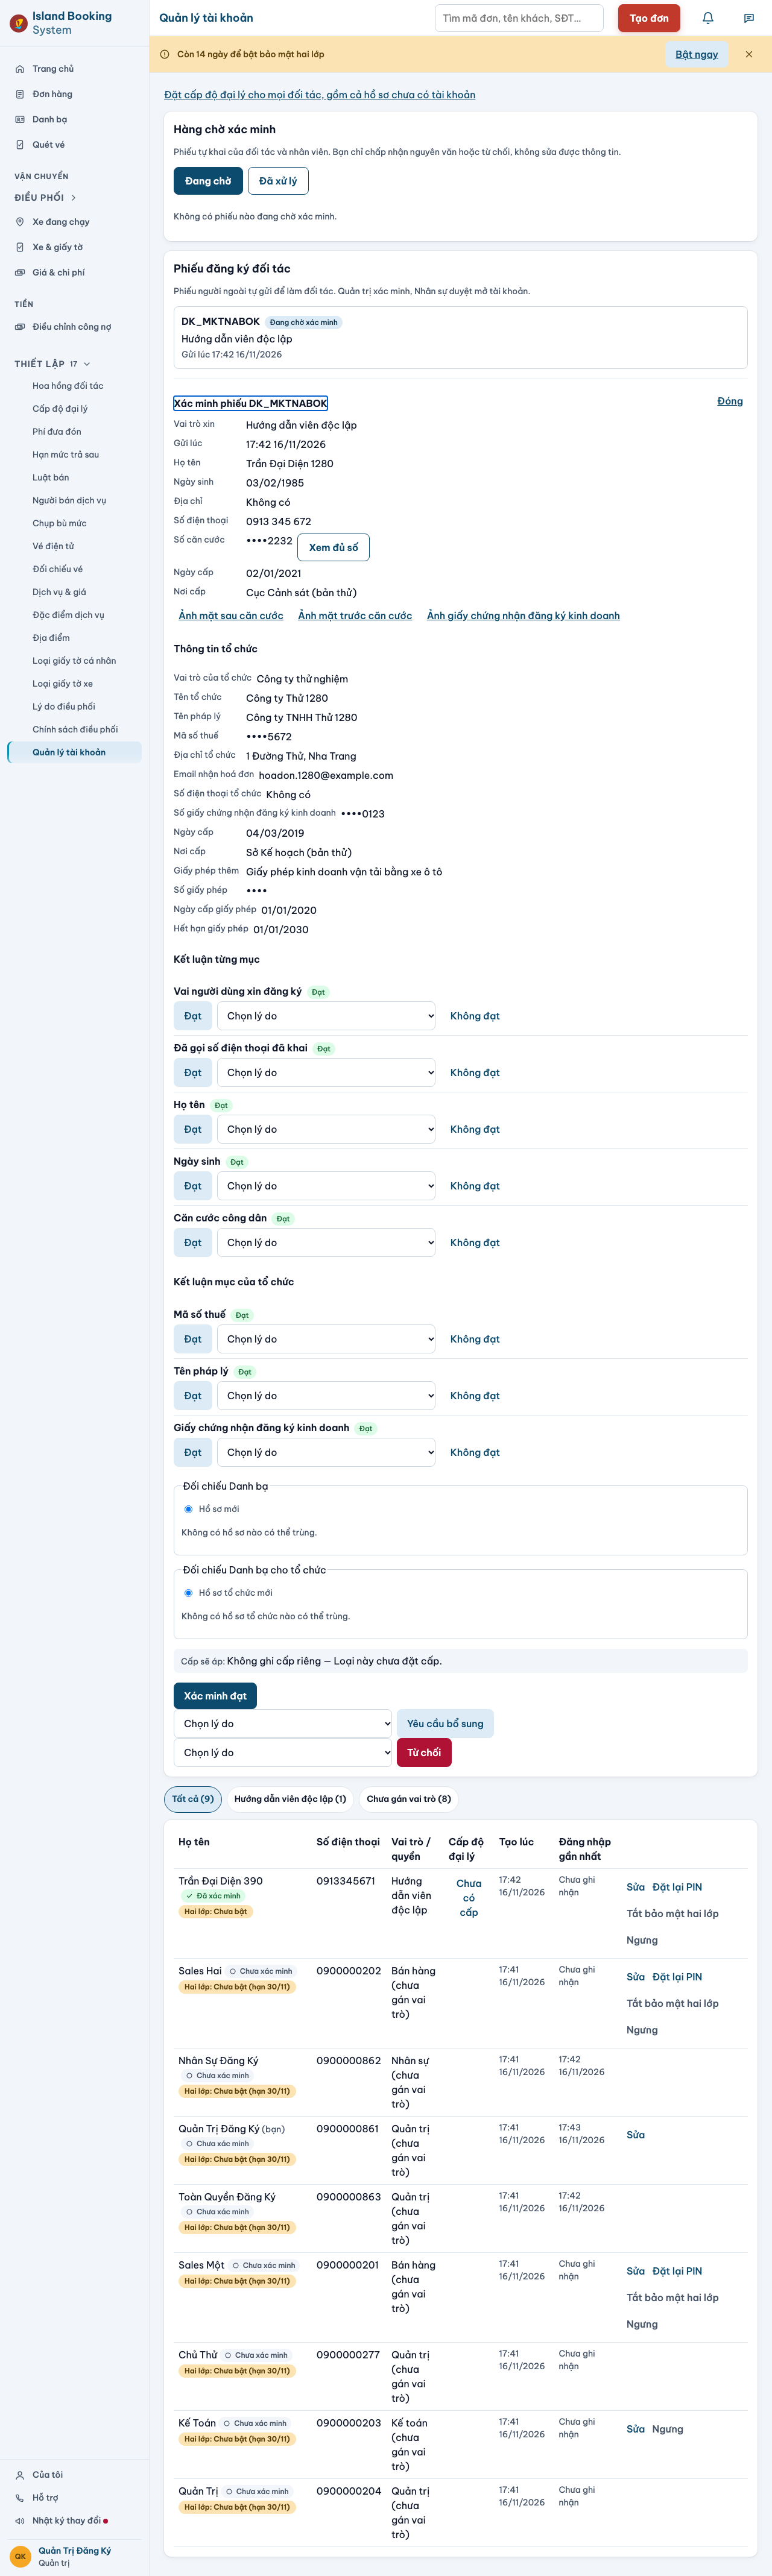 Island Booking
System
Trang chủ
Đơn hàng
Danh bạ
Quét vé
VẬN CHUYỂN
ĐIỀU PHỐI
Xe đang chạy
Xe & giấy tờ
Giá & chi phí
TIỀN
Điều chỉnh công nợ
THIẾT LẬP 17
Hoa hồng đối tác
Cấp độ đại lý
Phí đưa đón
Hạn mức trả sau
Luật bán
Người bán dịch vụ
Chụp bù mức
Vé điện tử
Đối chiếu vé
Dịch vụ & giá
Đặc điểm dịch vụ
Địa điểm
Loại giấy tờ cá nhân
Loại giấy tờ xe
Lý do điều phối
Chính sách điều phối
Quản lý tài khoản
Của tôi
Hỗ trợ
Nhật ký thay đổi
QK
Quản Trị Đăng Ký
Quản trị
Quản lý tài khoản
Tìm mã đơn, tên khách, SĐT...
Tạo đơn
Còn 14 ngày để bật bảo mật hai lớp
Bật ngay
Đặt cấp độ đại lý cho mọi đối tác, gồm cả hồ sơ chưa có tài khoản
Hàng chờ xác minh
Phiếu tự khai của đối tác và nhân viên. Bạn chỉ chấp nhận nguyên văn hoặc từ chối, không sửa được thông tin.
Đang chờ Đã xử lý
Không có phiếu nào đang chờ xác minh.
Phiếu đăng ký đối tác
Phiếu người ngoài tự gửi để làm đối tác. Quản trị xác minh, Nhân sự duyệt mở tài khoản.
DK_MKTNABOK Đang chờ xác minh
Hướng dẫn viên độc lập
Gửi lúc 17:42 16/11/2026
Xác minh phiếu DK_MKTNABOK Đóng
Vai trò xin Hướng dẫn viên độc lập
Gửi lúc 17:42 16/11/2026
Họ tên Trần Đại Diện 1280
Ngày sinh 03/02/1985
Địa chỉ Không có
Số điện thoại 0913 345 672
Số căn cước ••••2232 Xem đủ số
Ngày cấp 02/01/2021
Nơi cấp Cục Cảnh sát (bản thử)
Ảnh mặt sau căn cước Ảnh mặt trước căn cước Ảnh giấy chứng nhận đăng ký kinh doanh
Thông tin tổ chức
Vai trò của tổ chức Công ty thử nghiệm
Tên tổ chức Công ty Thử 1280
Tên pháp lý Công ty TNHH Thử 1280
Mã số thuế ••••5672
Địa chỉ tổ chức 1 Đường Thử, Nha Trang
Email nhận hoá đơn hoadon.1280@example.com
Số điện thoại tổ chức Không có
Số giấy chứng nhận đăng ký kinh doanh ••••0123
Ngày cấp 04/03/2019
Nơi cấp Sở Kế hoạch (bản thử)
Giấy phép thêm Giấy phép kinh doanh vận tải bằng xe ô tô
Số giấy phép ••••
Ngày cấp giấy phép 01/01/2020
Hết hạn giấy phép 01/01/2030
Kết luận từng mục
Vai người dùng xin đăng ký Đạt
Đạt Chọn lý do Không đạt
Đã gọi số điện thoại đã khai Đạt
Đạt Chọn lý do Không đạt
Họ tên Đạt
Đạt Chọn lý do Không đạt
Ngày sinh Đạt
Đạt Chọn lý do Không đạt
Căn cước công dân Đạt
Đạt Chọn lý do Không đạt
Kết luận mục của tổ chức
Mã số thuế Đạt
Đạt Chọn lý do Không đạt
Tên pháp lý Đạt
Đạt Chọn lý do Không đạt
Giấy chứng nhận đăng ký kinh doanh Đạt
Đạt Chọn lý do Không đạt
Đối chiếu Danh bạ
Hồ sơ mới
Không có hồ sơ nào có thể trùng.
Đối chiếu Danh bạ cho tổ chức
Hồ sơ tổ chức mới
Không có hồ sơ tổ chức nào có thể trùng.
Cấp sẽ áp: Không ghi cấp riêng — Loại này chưa đặt cấp.
Xác minh đạt
Chọn lý do Yêu cầu bổ sung
Chọn lý do Từ chối
Tất cả (9) Hướng dẫn viên độc lập (1) Chưa gán vai trò (8)
Họ tên Số điện thoại Vai trò / quyền Cấp độ đại lý Tạo lúc Đăng nhập gần nhất
Trần Đại Diện 390 Đã xác minh Hai lớp: Chưa bật 0913345671 Hướng dẫn viên độc lập Chưa có cấp 17:42 16/11/2026 Chưa ghi nhận Sửa Đặt lại PIN Tắt bảo mật hai lớp Ngưng
Sales Hai Chưa xác minh Hai lớp: Chưa bật (hạn 30/11) 0900000202 Bán hàng (chưa gán vai trò) 17:41 16/11/2026 Chưa ghi nhận Sửa Đặt lại PIN Tắt bảo mật hai lớp Ngưng
Nhân Sự Đăng Ký Chưa xác minh Hai lớp: Chưa bật (hạn 30/11) 0900000862 Nhân sự (chưa gán vai trò) 17:41 16/11/2026 17:42 16/11/2026
Quản Trị Đăng Ký (bạn) Chưa xác minh Hai lớp: Chưa bật (hạn 30/11) 0900000861 Quản trị (chưa gán vai trò) 17:41 16/11/2026 17:43 16/11/2026 Sửa
Toàn Quyền Đăng Ký Chưa xác minh Hai lớp: Chưa bật (hạn 30/11) 0900000863 Quản trị (chưa gán vai trò) 17:41 16/11/2026 17:42 16/11/2026
Sales Một Chưa xác minh Hai lớp: Chưa bật (hạn 30/11) 0900000201 Bán hàng (chưa gán vai trò) 17:41 16/11/2026 Chưa ghi nhận Sửa Đặt lại PIN Tắt bảo mật hai lớp Ngưng
Chủ Thử Chưa xác minh Hai lớp: Chưa bật (hạn 30/11) 0900000277 Quản trị (chưa gán vai trò) 17:41 16/11/2026 Chưa ghi nhận
Kế Toán Chưa xác minh Hai lớp: Chưa bật (hạn 30/11) 0900000203 Kế toán (chưa gán vai trò) 17:41 16/11/2026 Chưa ghi nhận Sửa Ngưng
Quản Trị Chưa xác minh Hai lớp: Chưa bật (hạn 30/11) 0900000204 Quản trị (chưa gán vai trò) 17:41 16/11/2026 Chưa ghi nhận